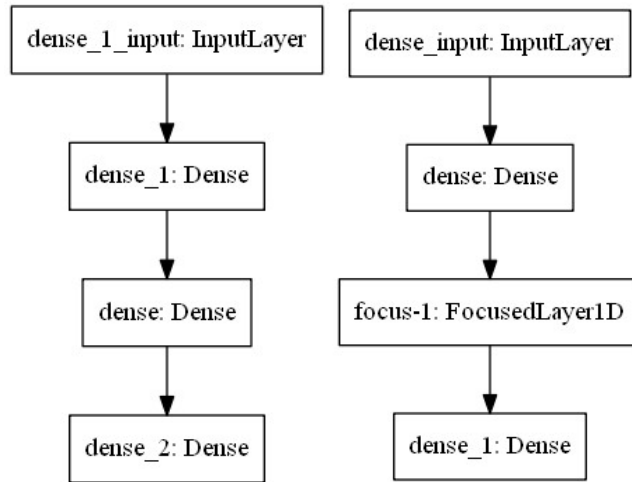 dense_1_input: InputLayer
dense_1: Dense
dense: Dense
dense_2: Dense
dense_input: InputLayer
dense: Dense
focus-1: FocusedLayer1D
dense_1: Dense